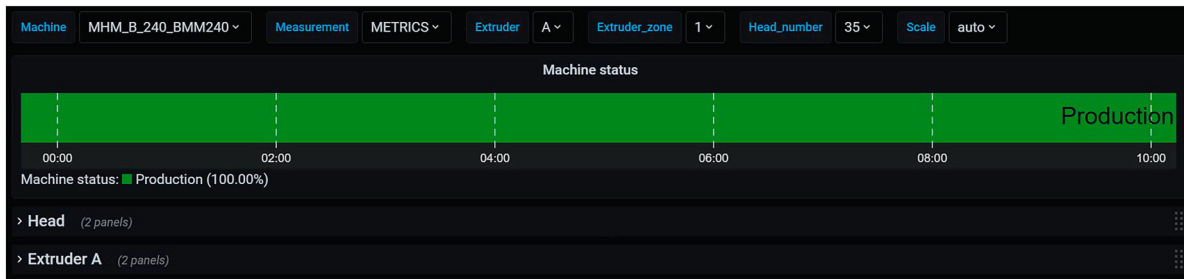 Machine MHM_B_240_BMM240 Measurement METRICS Extruder A Extruder_zone 1 Head_number 35 Scale auto
Machine status
Production
00:00 02:00 04:00 06:00 08:00 10:00
Machine status: Production (100.00%)
Head (2 panels)
Extruder A (2 panels)